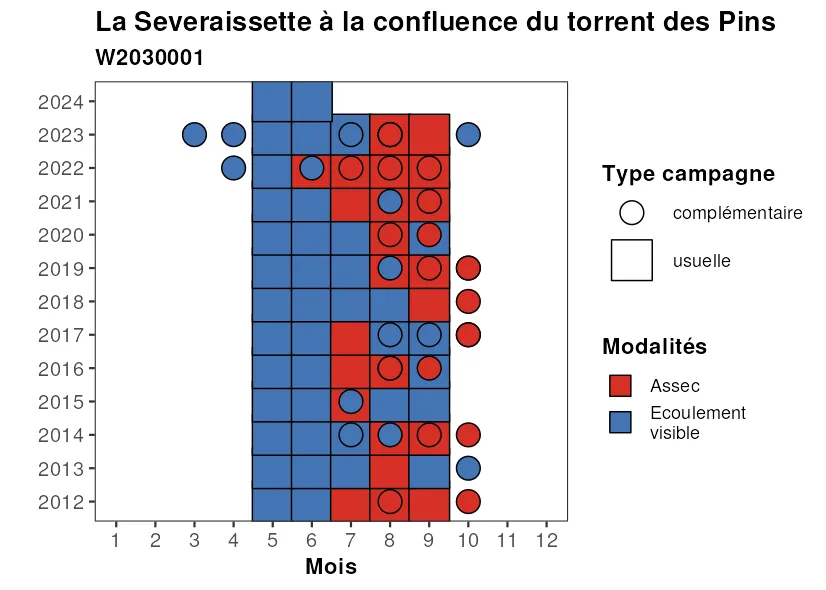 La Severaissette à la confluence du torrent des Pins
W2030001
2024
2023
2022
2021
2020
2019
2018
2017
2016
2015
2014
2013
2012
1 2 3 4 5 6 7 8 9 10 11 12
Mois
Type campagne
complémentaire
usuelle
Modalités
Assec
Ecoulement
visible